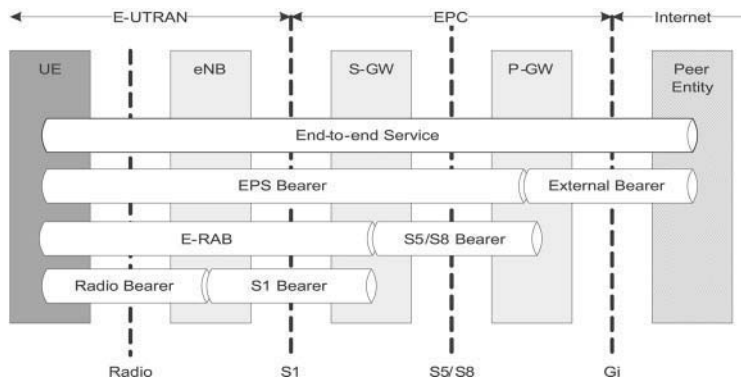 E-UTRAN EPC Internet
UE eNB S-GW P-GW Peer
Entity
End-to-end Service
EPS Bearer External Bearer
E-RAB S5/S8 Bearer
Radio Bearer S1 Bearer
Radio S1 S5/S8 Gi